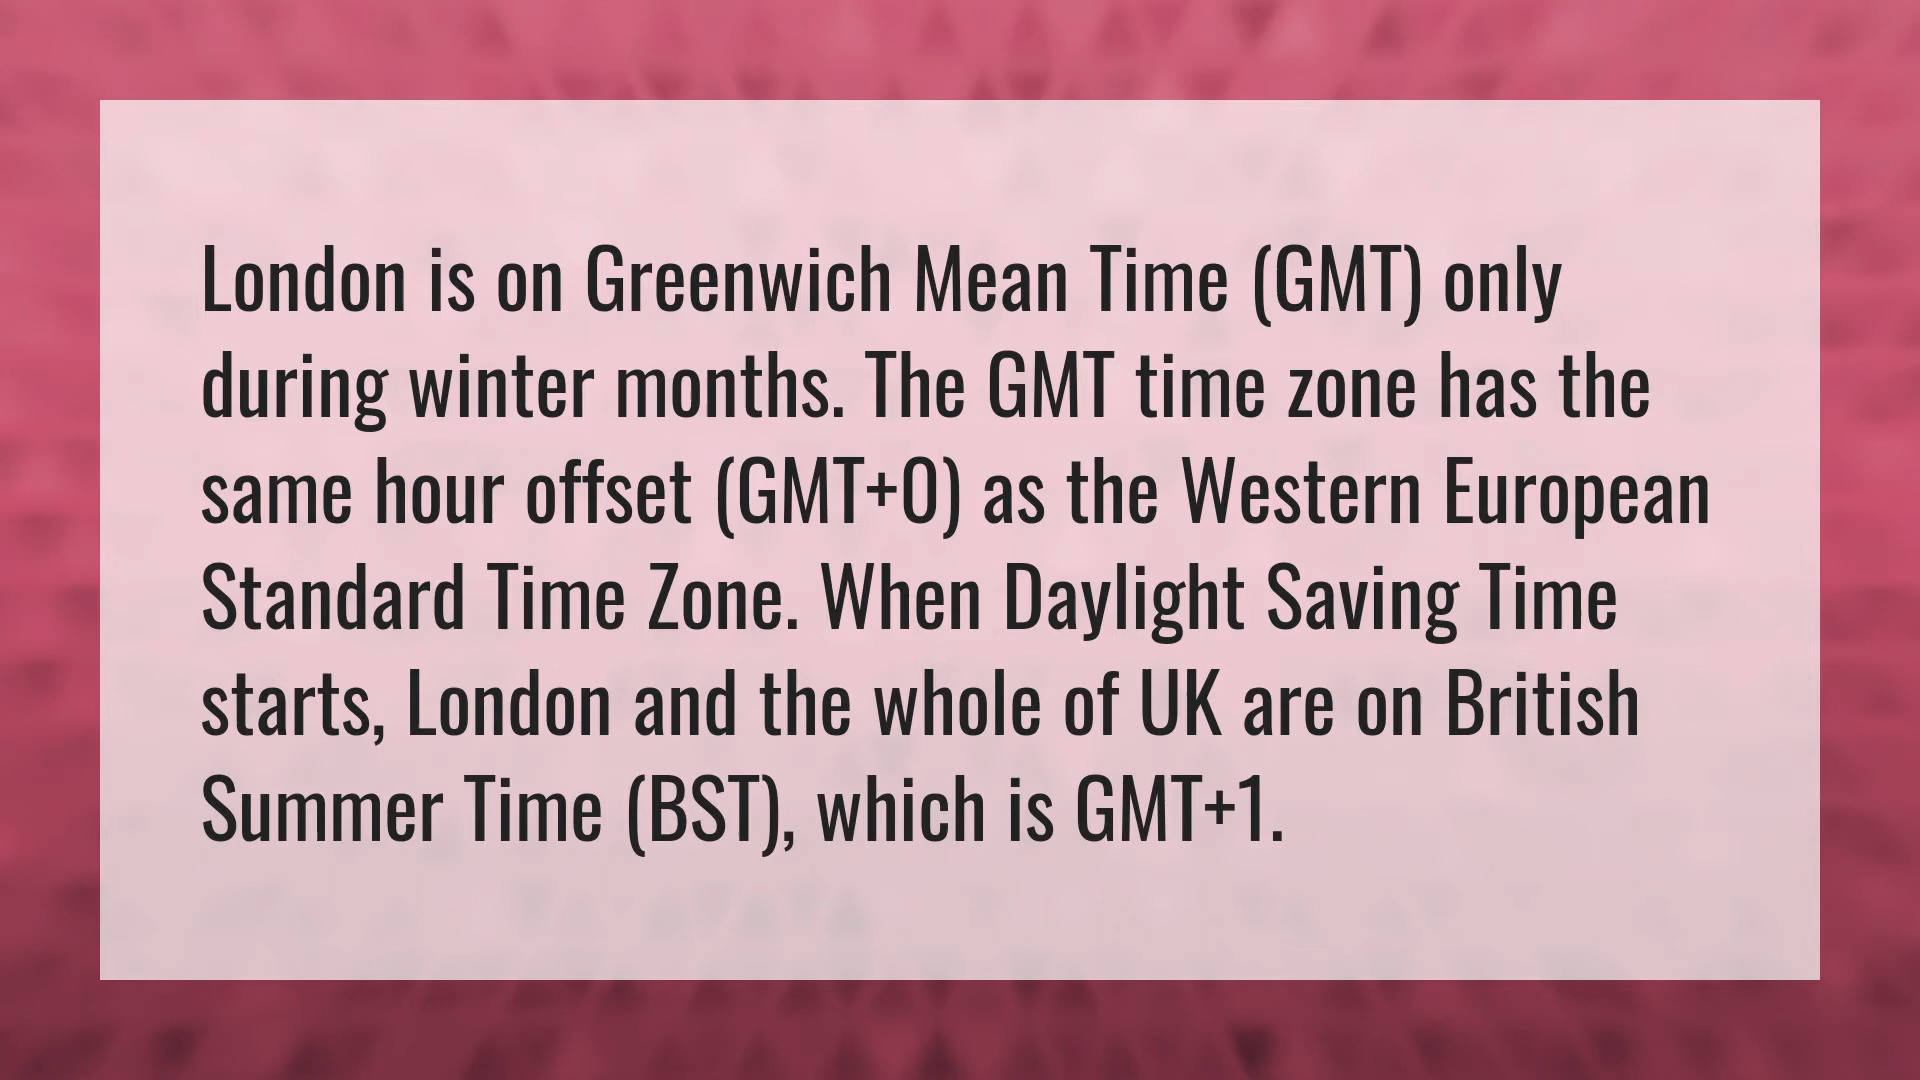 London is on Greenwich Mean Time (GMT) only
during winter months. The GMT time zone has the
same hour offset (GMT+0) as the Western European
Standard Time Zone. When Daylight Saving Time
starts, London and the whole of UK are on British
Summer Time (BST), which is GMT+1.